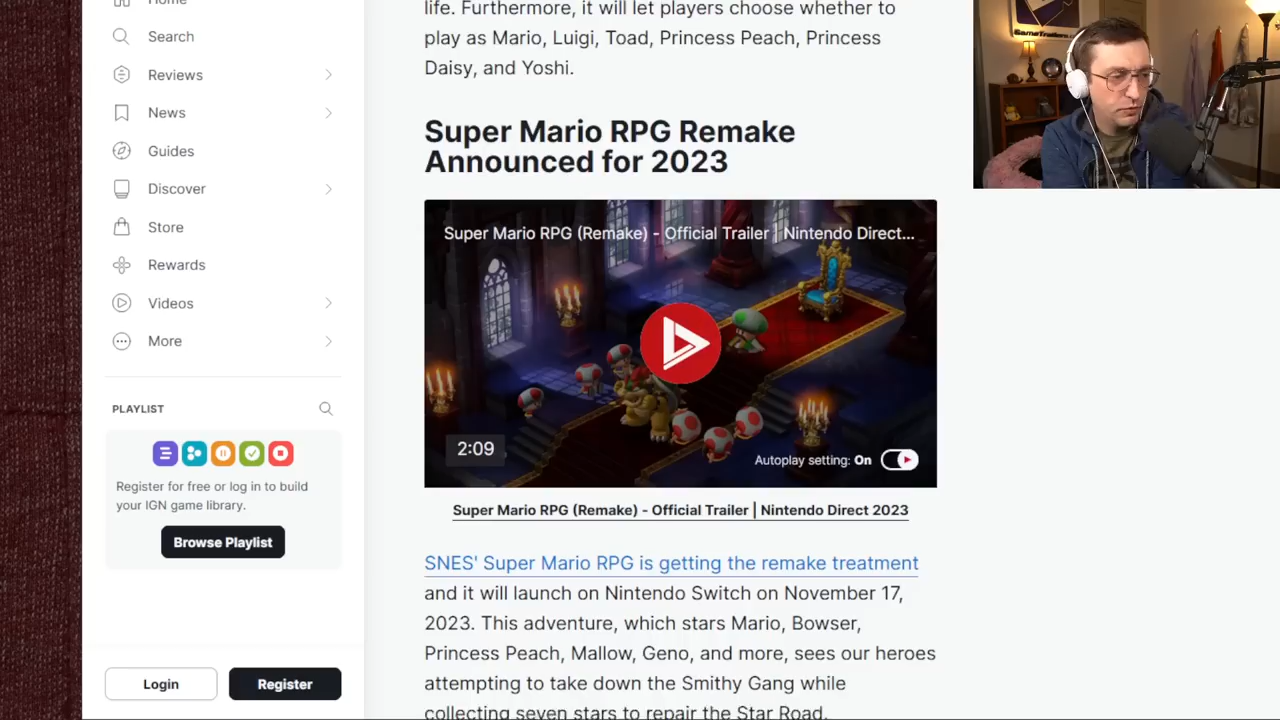 Home
Search
Reviews
News
Guides
Discover
Store
Rewards
Videos
More
PLAYLIST
Register for free or log in to build
your IGN game library.
Browse Playlist
Login
Register
life. Furthermore, it will let players choose whether to
play as Mario, Luigi, Toad, Princess Peach, Princess
Daisy, and Yoshi.
Super Mario RPG Remake
Announced for 2023
Super Mario RPG (Remake) - Official Trailer | Nintendo Direct...
2:09
Autoplay setting: On
Super Mario RPG (Remake) - Official Trailer | Nintendo Direct 2023
SNES' Super Mario RPG is getting the remake treatment
and it will launch on Nintendo Switch on November 17,
2023. This adventure, which stars Mario, Bowser,
Princess Peach, Mallow, Geno, and more, sees our heroes
attempting to take down the Smithy Gang while
collecting seven stars to repair the Star Road.
GameTrailers